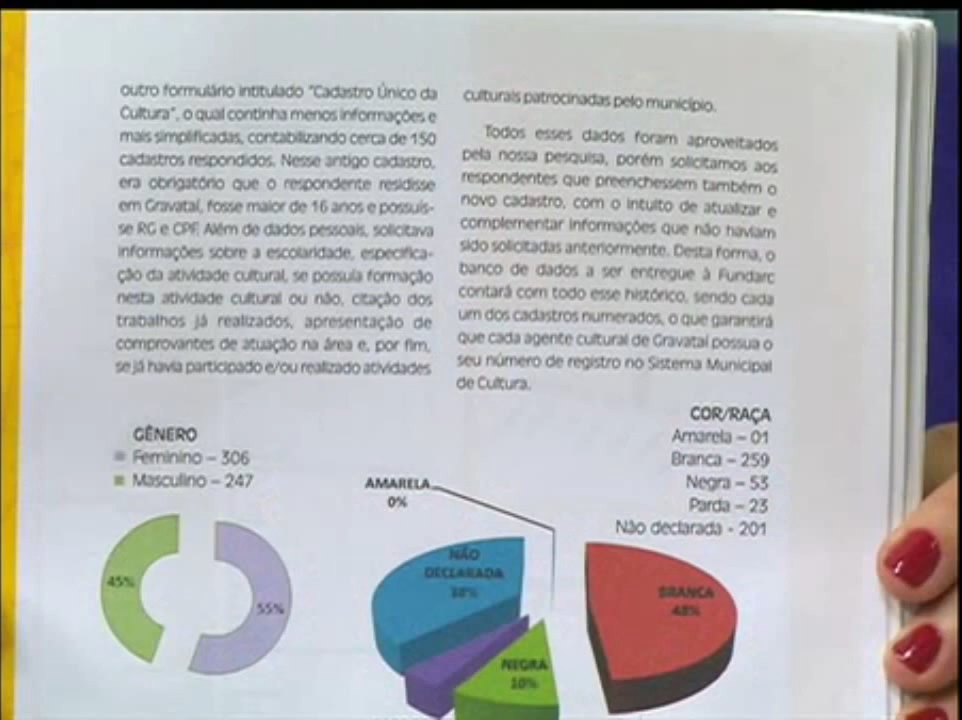 outro formulário intitulado "Cadastro Único da
Cultura", o qual continha menos informações e
mais simplificadas, contabilizando cerca de 150
cadastros respondidos. Nesse antigo cadastro,
era obrigatório que o respondente residisse
em Gravataí, fosse maior de 16 anos e possuís-
se RG e CPF. Além de dados pessoais, solicitava
informações sobre a escolaridade, especifica-
ção da atividade cultural, se possuía formação
nesta atividade cultural ou não, citação dos
trabalhos já realizados, apresentação de
comprovantes de atuação na área e, por fim,
se já havia participado e/ou realizado atividades
culturais patrocinadas pelo município.
Todos esses dados foram aproveitados
pela nossa pesquisa, porém solicitamos aos
respondentes que preenchessem também o
novo cadastro, com o intuito de atualizar e
complementar informações que não haviam
sido solicitadas anteriormente. Desta forma, o
banco de dados a ser entregue à Fundarc
contará com todo esse histórico, sendo cada
um dos cadastros numerados, o que garantirá
que cada agente cultural de Gravataí possua o
seu número de registro no Sistema Municipal
de Cultura.
GÊNERO
Feminino – 306
Masculino – 247
45%
55%
COR/RAÇA
Amarela – 01
Branca – 259
Negra – 53
Parda – 23
Não declarada - 201
AMARELA
0%
NÃO
DECLARADA
38%
BRANCA
48%
NEGRA
10%